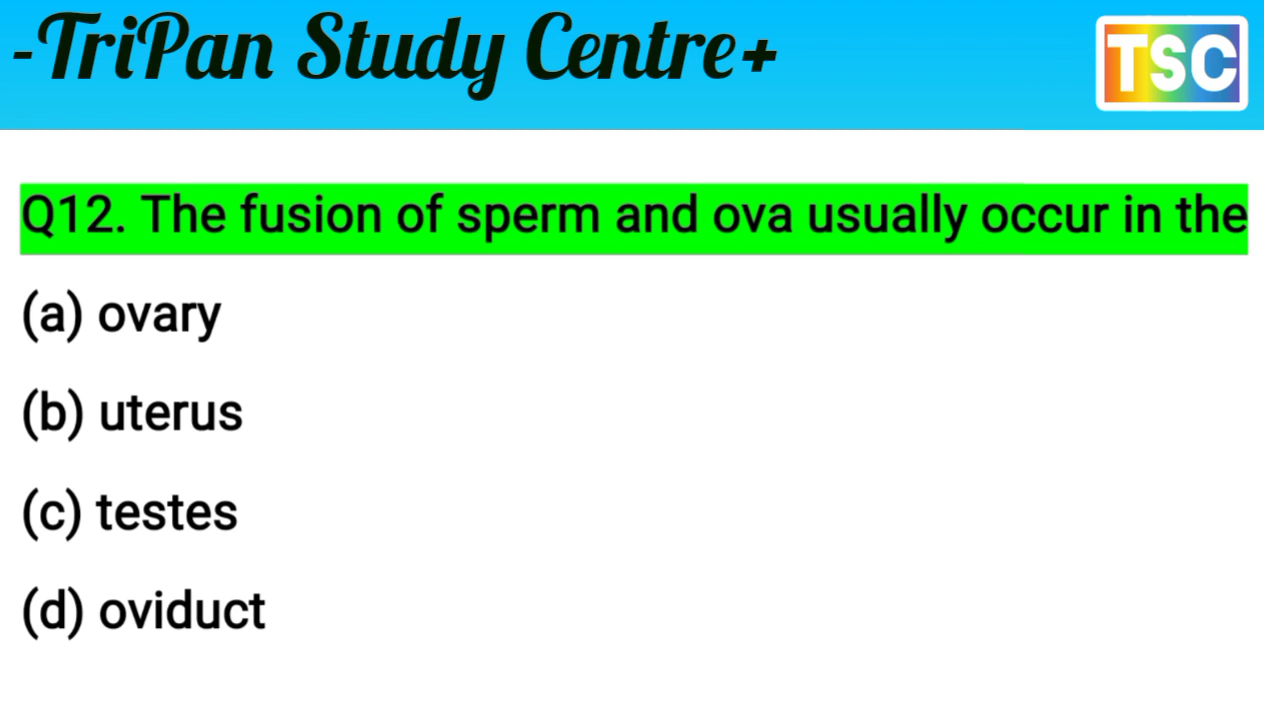 -TriPan Study Centre+
TSC
Q12. The fusion of sperm and ova usually occur in the
(a) ovary
(b) uterus
(c) testes
(d) oviduct